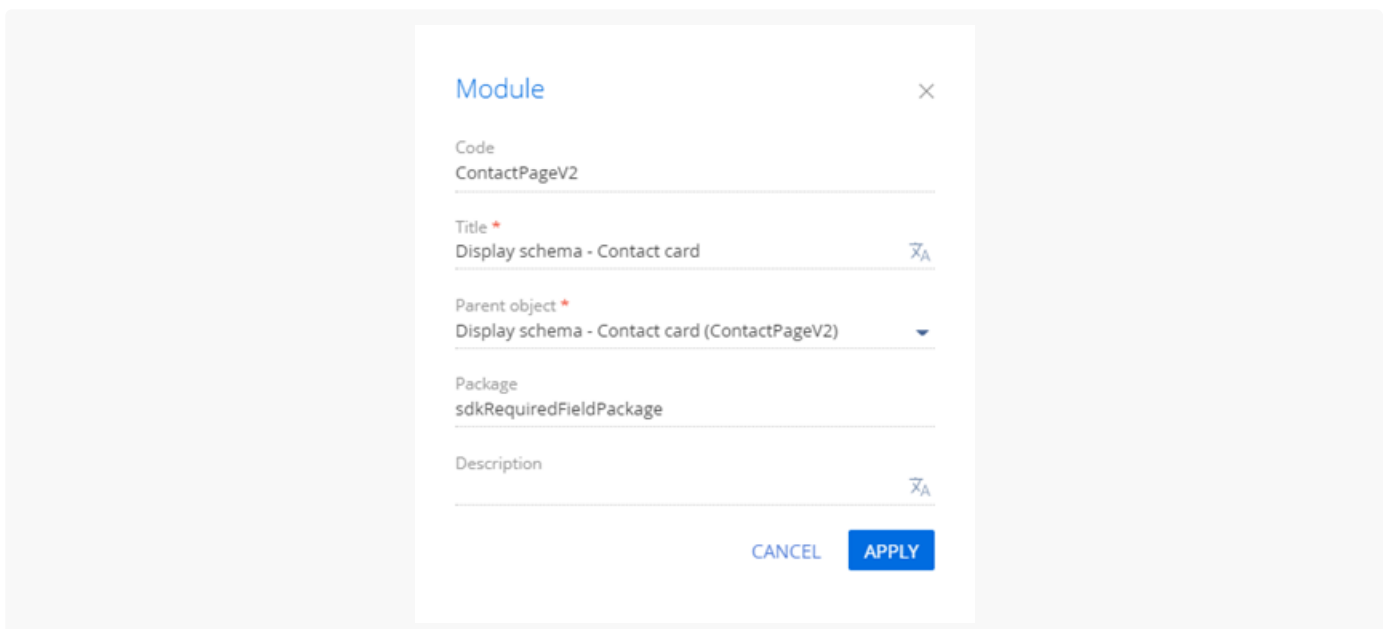 Module
Code
ContactPageV2
Title *
Display schema - Contact card
Parent object *
Display schema - Contact card (ContactPageV2)
Package
sdkRequiredFieldPackage
Description
CANCEL APPLY